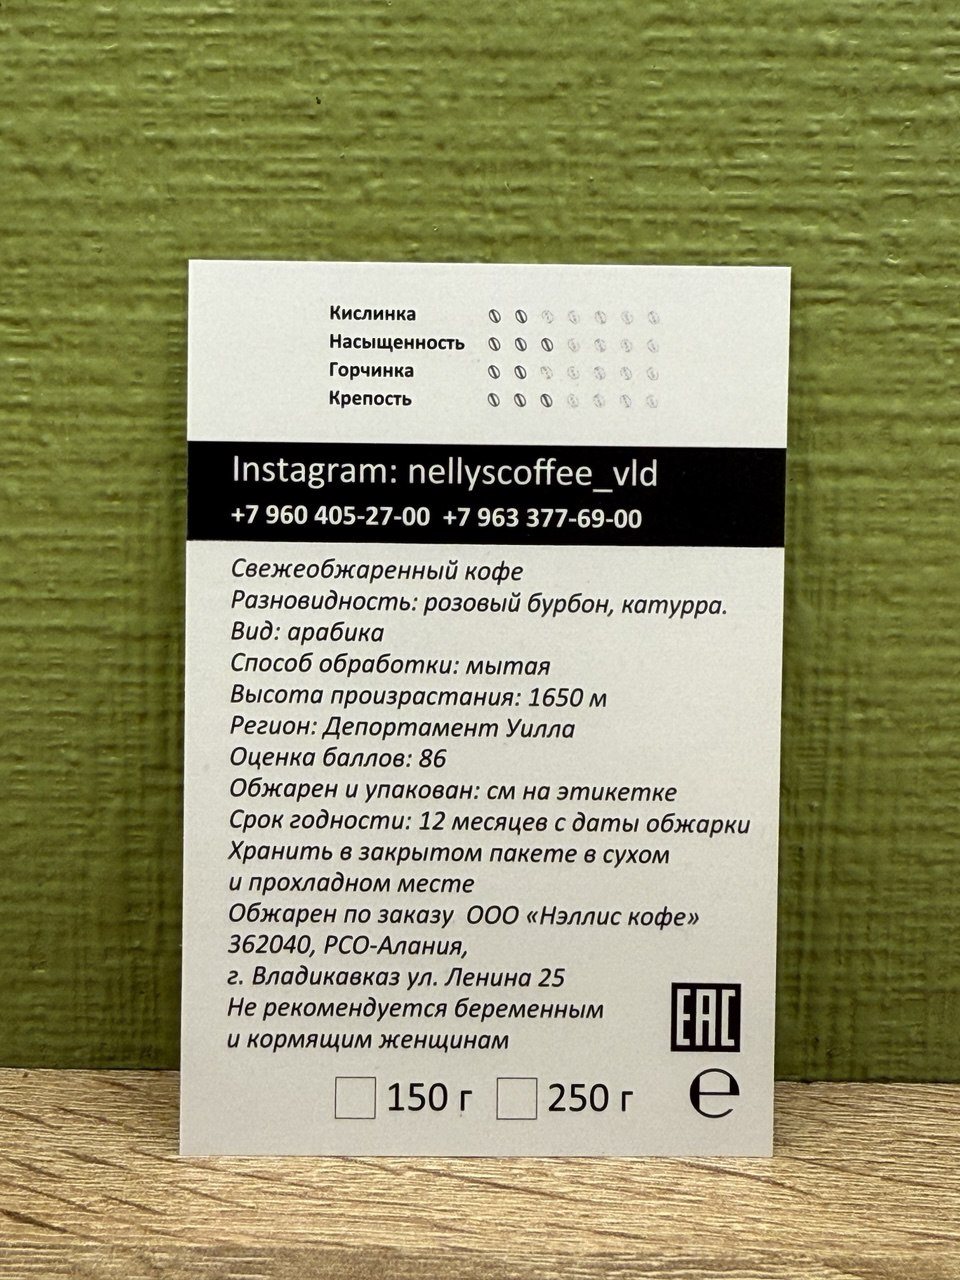 Кислинка
Насыщенность
Горчинка
Крепость
Instagram: nellyscoffee_vld
+7 960 405-27-00 +7 963 377-69-00
Свежеобжаренный кофе
Разновидность: розовый бурбон, катурра.
Вид: арабика
Способ обработки: мытая
Высота произрастания: 1650 м
Регион: Депортамент Уилла
Оценка баллов: 86
Обжарен и упакован: см на этикетке
Срок годности: 12 месяцев с даты обжарки
Хранить в закрытом пакете в сухом
и прохладном месте
Обжарен по заказу ООО «Нэллис кофе»
362040, РСО-Алания,
г. Владикавказ ул. Ленина 25
Не рекомендуется беременным
и кормящим женщинам
EAC
150 г 250 г ℮